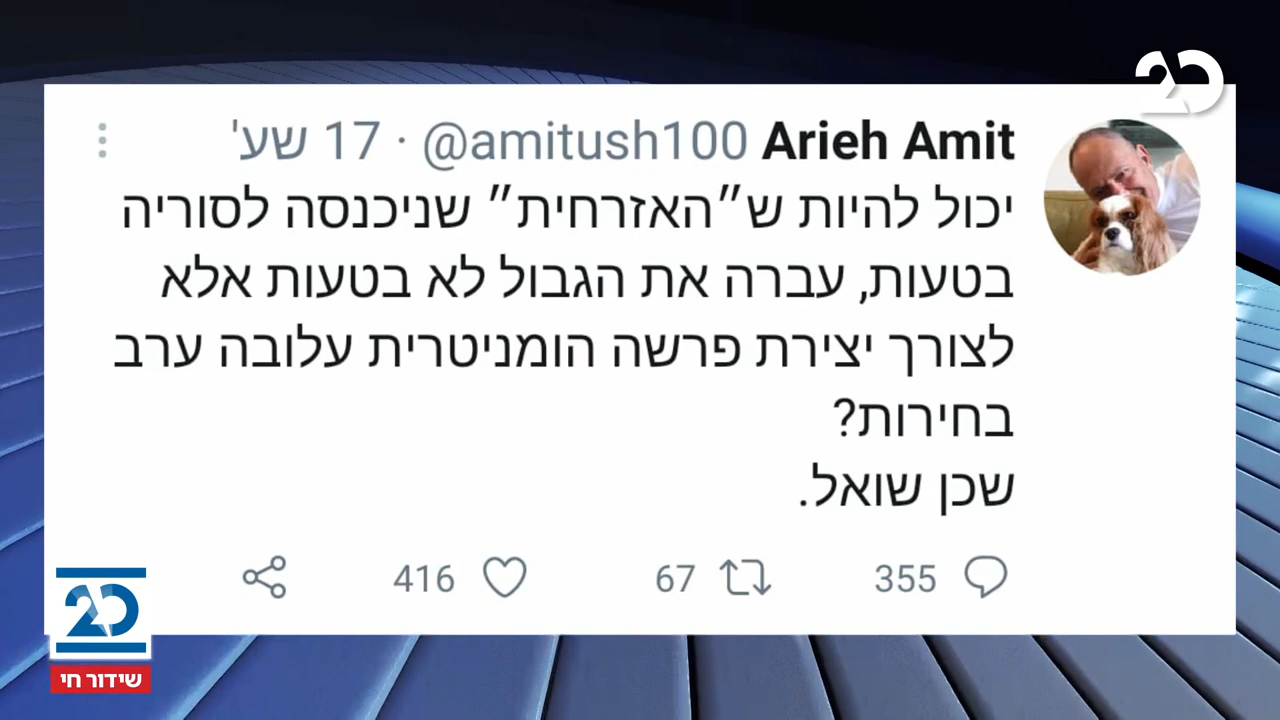 20
Arieh Amit @amitush100 · 17 שע'
יכול להיות ש״האזרחית״ שניכנסה לסוריה
בטעות, עברה את הגבול לא בטעות אלא
לצורך יצירת פרשה הומניטרית עלובה ערב
בחירות?
שכן שואל.
355 67 416
20
שידור חי